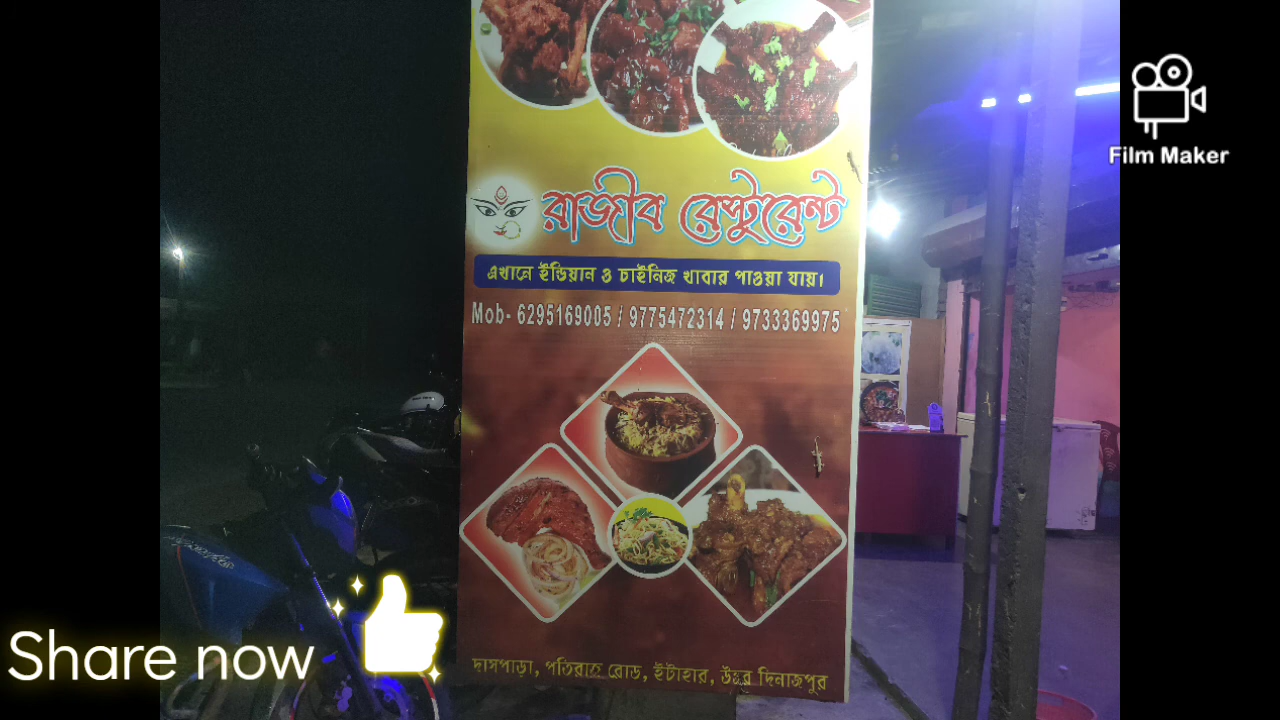 Film Maker
রাজীব রেস্টুরেন্ট
এখানে ইন্ডিয়ান ও চাইনিজ খাবার পাওয়া যায়।
Mob- 6295169005 / 9775472314 / 9733369975
দাসপাড়া, পতিরাজ রোড, ইটাহার, উত্তর দিনাজপুর
Share now